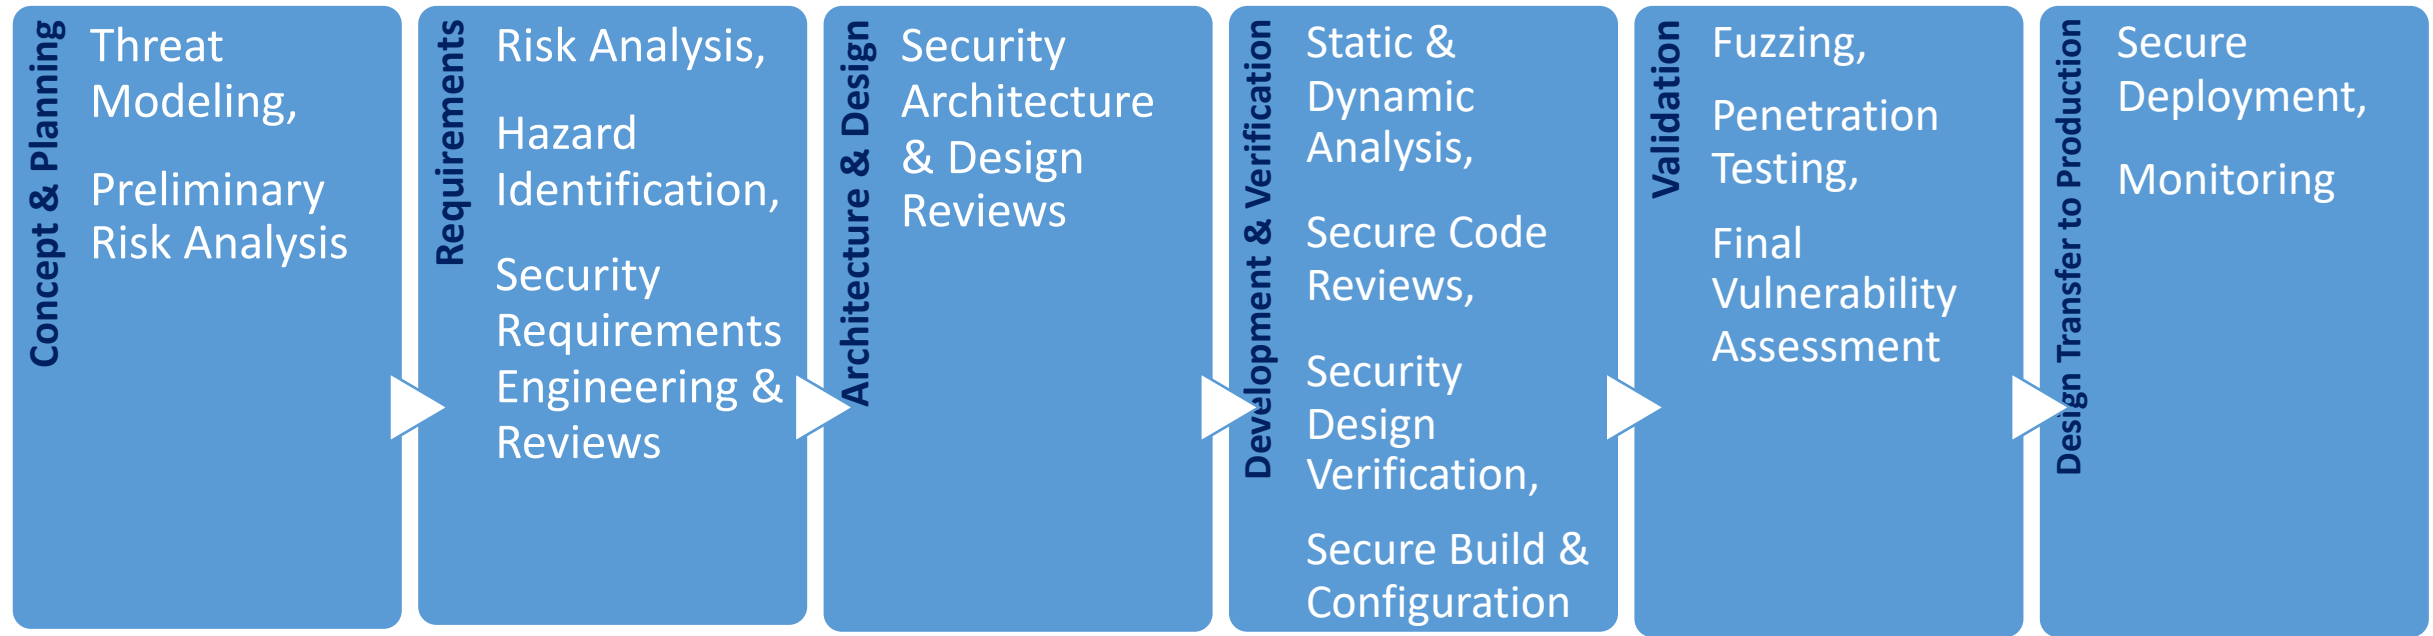 Concept & Planning
Threat
Modeling,
Preliminary
Risk Analysis
Requirements
Risk Analysis,
Hazard
Identification,
Security
Requirements
Engineering &
Reviews
Architecture & Design
Security
Architecture
& Design
Reviews
Development & Verification
Static &
Dynamic
Analysis,
Secure Code
Reviews,
Security
Design
Verification,
Secure Build &
Configuration
Validation
Fuzzing,
Penetration
Testing,
Final
Vulnerability
Assessment
Design Transfer to Production
Secure
Deployment,
Monitoring